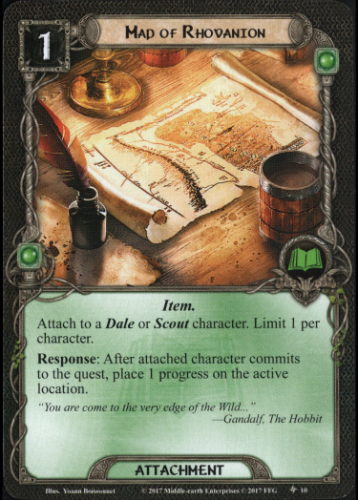 1
Map of Rhovanion
Item.
Attach to a Dale or Scout character. Limit 1 per
character.
Response: After attached character commits
to the quest, place 1 progress on the active
location.
"You are come to the very edge of the Wild..."
—Gandalf, The Hobbit
Illus. Yoann Boissonnet © 2017 Middle-earth Enterprises © 2017 FFG 10
ATTACHMENT